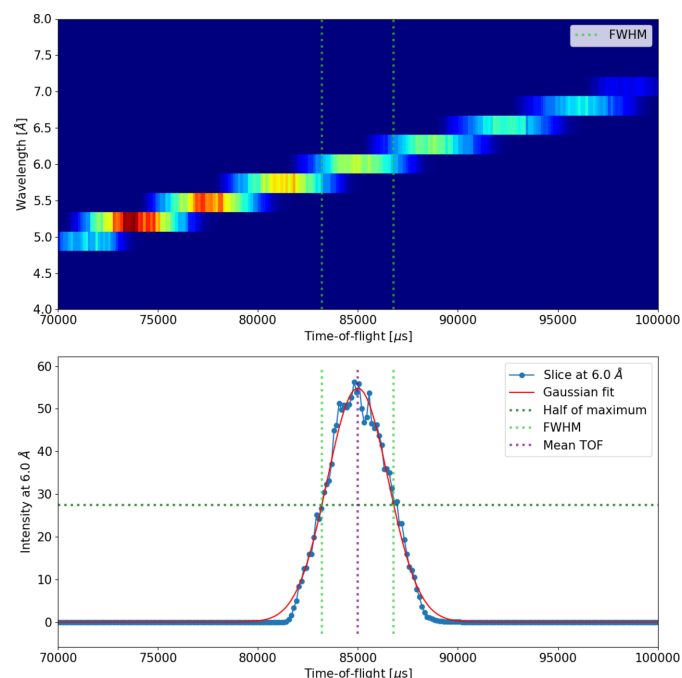 8.0
7.0
6.5
6.0
5.5
5.0
4.5
4.0
Wavelength [Å]
FWHM
70000 75000 80000 85000 90000 95000 100000
Time-of-flight [μs]
60
50
40
30
20
10
0
Intensity at 6.0 Å
Slice at 6.0 Å
Gaussian fit
Half of maximum
FWHM
Mean TOF
70000 75000 80000 85000 90000 95000 100000
Time-of-flight [μs]